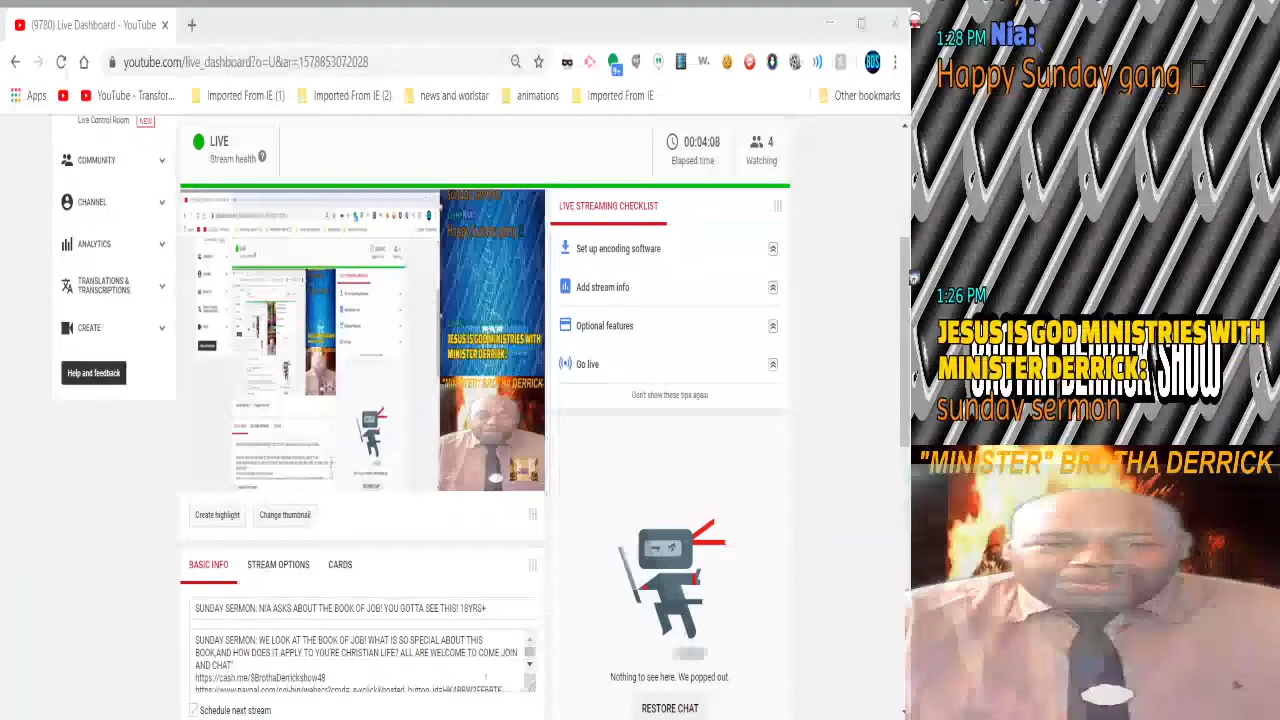 (9780) Live Dashboard - YouTube
youtube.com/live_dashboard?o=U&ar=1578853072028
Apps
YouTube - Transfor...
Imported From IE (1)
Imported From IE (2)
news and woldstar
animations
Imported From IE
Other bookmarks
Live Control Room NEW
COMMUNITY
CHANNEL
ANALYTICS
TRANSLATIONS &
TRANSCRIPTIONS
CREATE
Help and feedback
LIVE
Stream health
00:04:08
Elapsed time
4
Watching
LIVE STREAMING CHECKLIST
Set up encoding software
Add stream info
Optional features
Go live
Don't show these tips again
Create highlight
Change thumbnail
BASIC INFO
STREAM OPTIONS
CARDS
SUNDAY SERMON: NIA ASKS ABOUT THE BOOK OF JOB! YOU GOTTA SEE THIS! 18YRS+
SUNDAY SERMON: WE LOOK AT THE BOOK OF JOB! WHAT IS SO SPECIAL ABOUT THIS
BOOK,AND HOW DOES IT APPLY TO YOU'RE CHRISTIAN LIFE? ALL ARE WELCOME TO COME JOIN
AND CHAT'
https://cash.me/$BrothaDerrickshow48
Schedule next stream
Nothing to see here. We popped out.
RESTORE CHAT
1:28 PM Nia:
Happy Sunday gang
1:26 PM
JESUS IS GOD MINISTRIES WITH
MINISTER DERRICK:
BROTHA DERRICK SHOW
sunday sermon
"MINISTER" BROTHA DERRICK